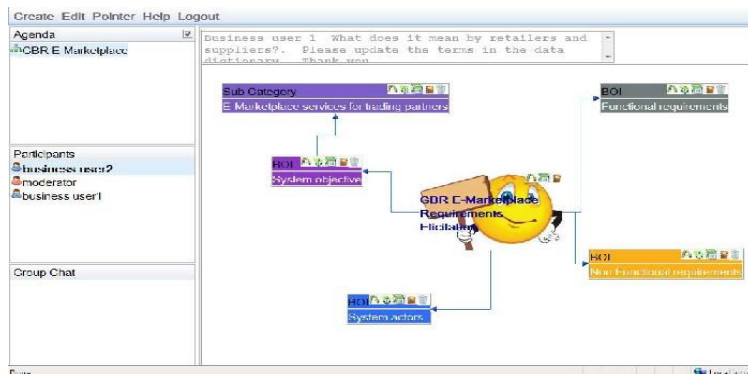 Create Edit Pointer Help Logout
Agenda
GBR E Marketplace
Business user 1 What does it mean by retailers and
suppliers?. Please update the terms in the data
dictionary. Thank you
Sub Category
E Marketplace services for trading partners
BOI
Functional requirements
Participants
business user2
moderator
business user1
BOI
System objective
GBR E-Marketplace
Requirements
Elicitation
BOI
Non Functional requirements
Group Chat
BOI
System actors